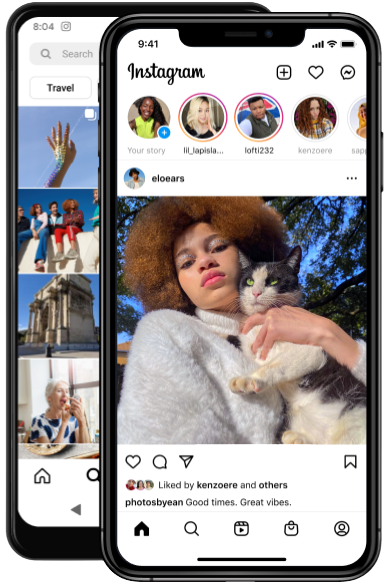 8:04
Search
Travel
9:41
Instagram
Your story
lil_lapisla...
lofti232
kenzoere
sapp
eloears
Liked by kenzoere and others
photosbyean Good times. Great vibes.